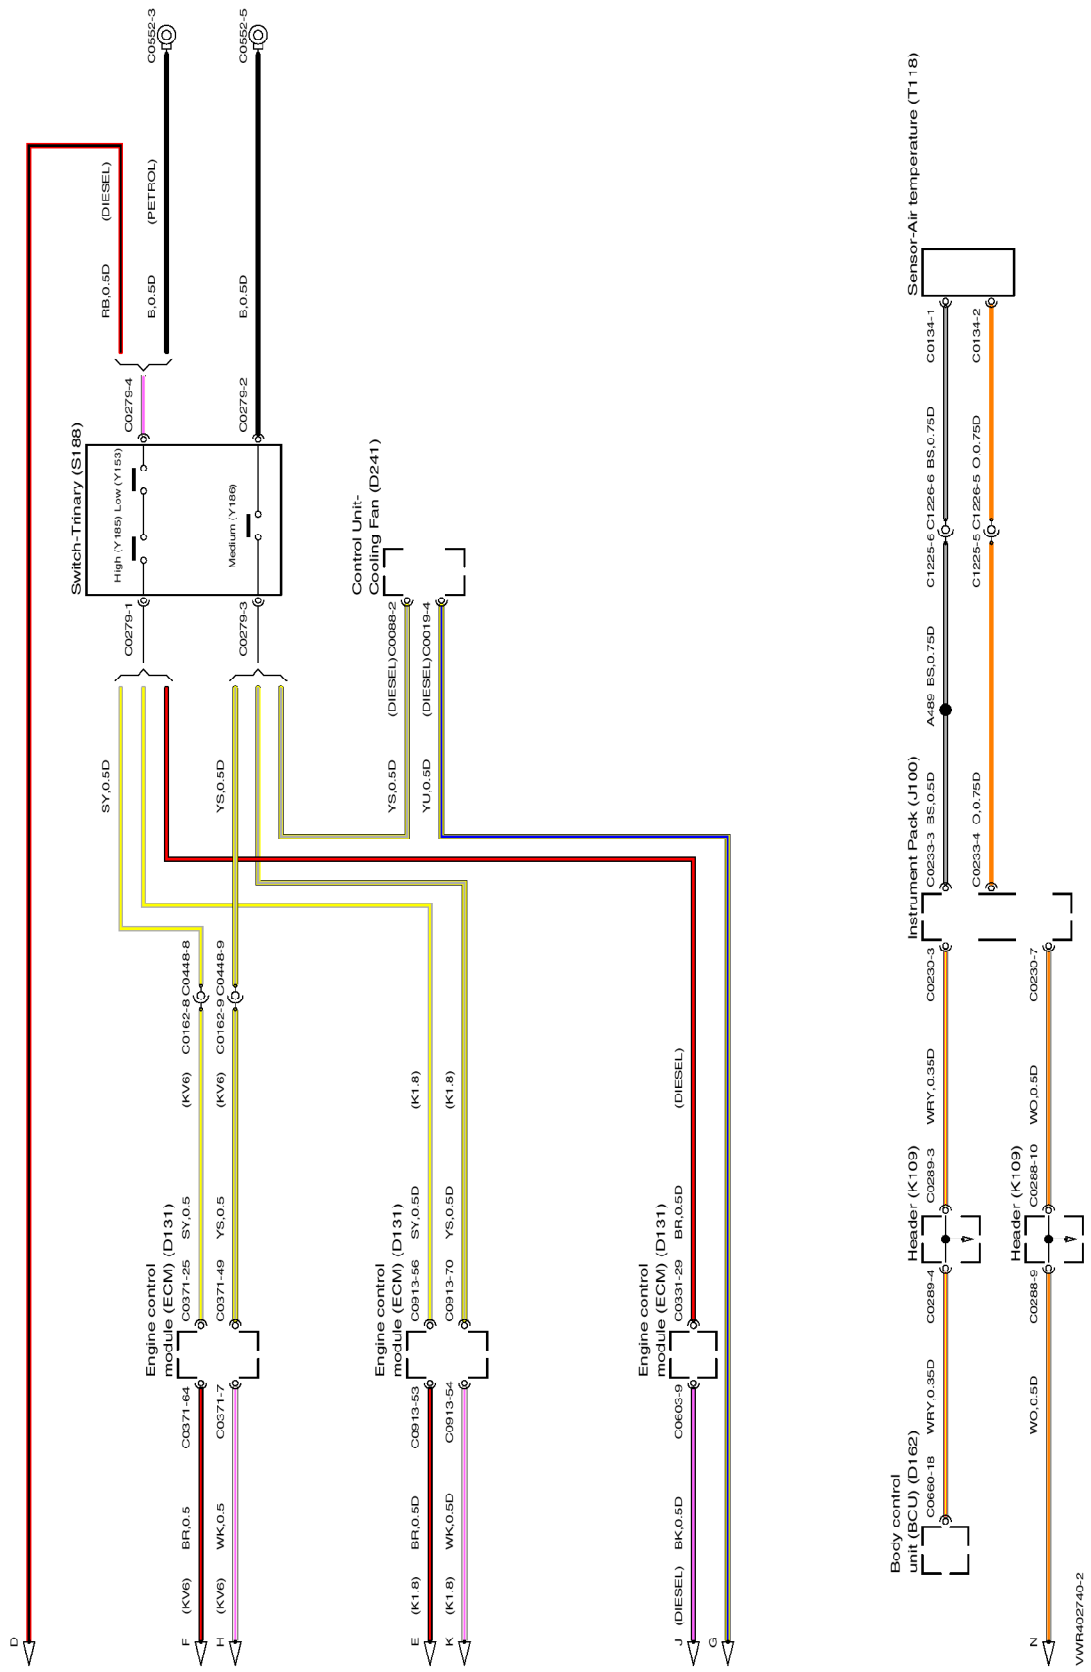 D
(DIESEL)
RB,0.5D
(PETROL)
B,0.5D
C0552-3
C0552-5
B,0.5D
C0279-4
C0279-2
Switch-Trinary (S188)
High (Y185) Low (Y153)
Medium (Y186)
C0279-1
C0279-3
Control Unit-
Cooling Fan (D241)
(DIESEL) C0088-2
(DIESEL) C0019-4
SY,0.5D
YS,0.5D
YS,0.5D
YU,0.5D
C0162-8 C0448-8
C0162-9 C0448-9
(KV6)
(KV6)
(K1.8)
(K1.8)
(DIESEL)
Engine control
module (ECM) (D131)
C0371-25 SY,0.5
C0371-49 YS,0.5
Engine control
module (ECM) (D131)
C0913-56 SY,0.5D
C0913-70 YS,0.5D
Engine control
module (ECM) (D131)
C0331-29 BR,0.5D
F (KV6) BR,0.5 C0371-64
H (KV6) WK,0.5 C0371-7
E (K1.8) BR,0.5D C0913-53
K (K1.8) WK,0.5D C0913-54
J (DIESEL) BK,0.5D C0603-9
G
Sensor-Air temperature (T118)
C1225-6 C1226-6 BS,0.75D C0134-1
C1225-5 C1226-5 O,0.75D C0134-2
Instrument Pack (J100)
C0233-3 BS,0.5D A489 BS,0.75D
C0233-4 O,0.75D
C0230-3
C0230-7
WRY,0.35D
WO,0.5D
Header (K109)
C0289-3
Header (K109)
C0288-10
C0289-4
C0288-9
Body control
unit (BCU) (D162)
C0660-18 WRY,0.35D
N WO,0.5D
VWR402740-2